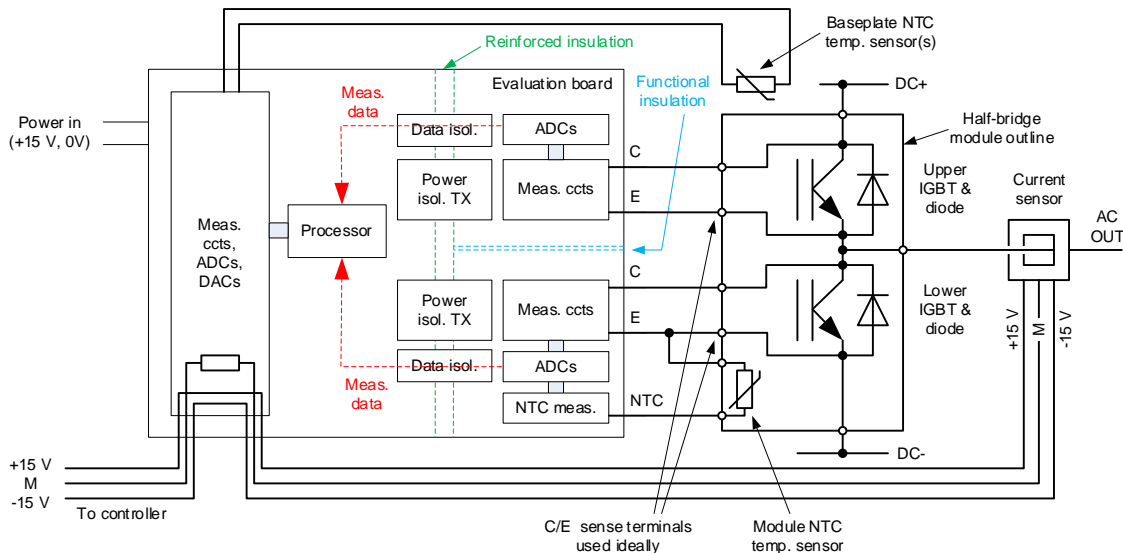 Baseplate NTC
temp. sensor(s)
Reinforced insulation
Evaluation board
Functional
insulation
DC+
Power in
(+15 V, 0V)
Meas.
data
Data isol.
ADCs
Half-bridge
module outline
C
Power
isol. TX
Meas. ccts
E
Upper
IGBT &
diode
Current
sensor
AC
OUT
Meas.
ccts,
ADCs,
DACs
Processor
C
Power
isol. TX
Meas. ccts
E
Lower
IGBT &
diode
+15 V
M
-15 V
Data isol.
ADCs
Meas.
data
NTC meas.
NTC
DC-
+15 V
M
-15 V
To controller
C/E sense terminals
used ideally
Module NTC
temp. sensor